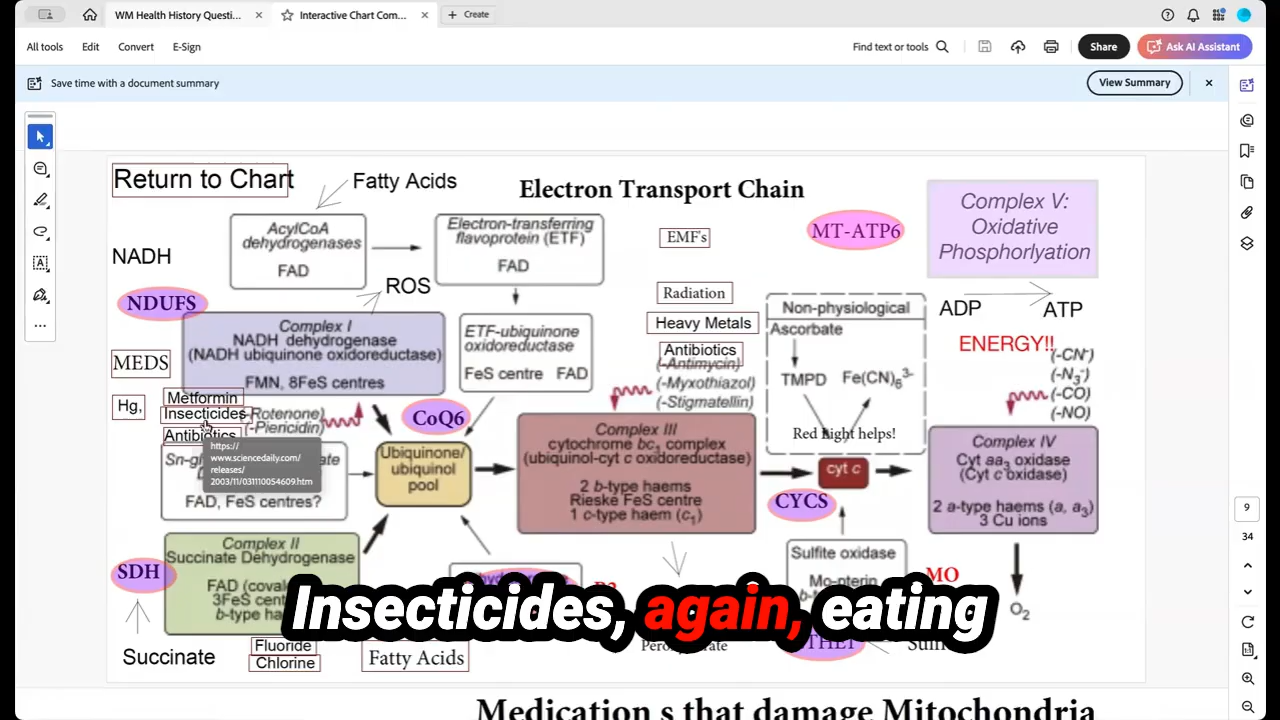 WM Health History Questi...
Interactive Chart Com...
Create
All tools
Edit
Convert
E-Sign
Find text or tools
Share
Ask AI Assistant
Save time with a document summary
View Summary
Return to Chart
Fatty Acids
Electron Transport Chain
Complex V:
Oxidative
Phosphorlyation
MT-ATP6
AcylCoA
dehydrogenases
FAD
Electron-transferring
flavoprotein (ETF)
FAD
EMF's
NADH
ROS
NDUFS
Radiation
Heavy Metals
Antibiotics
(-Antimycin)
(-Myxothiazol)
(-Stigmatellin)
Non-physiological
Ascorbate
TMPD
Fe(CN)₆³⁻
Red light helps!
ADP
ATP
ENERGY!!
(-CN⁻)
(-N₃⁻)
(-CO)
(-NO)
Complex I
NADH dehydrogenase
(NADH ubiquinone oxidoreductase)
FMN, 8FeS centres
ETF-ubiquinone
oxidoreductase
FeS centre FAD
MEDS
Hg,
Metformin
Insecticides
Antibiotics
(-Rotenone)
(-Piericidin)
CoQ6
https://
www.sciencedaily.com/
releases/
2003/11/031110054609.htm
FAD, FeS centres?
Ubiquinone/
ubiquinol
pool
Complex III
cytochrome bc₁ complex
(ubiquinol-cyt c oxidoreductase)
2 b-type haems
Rieske FeS centre
1 c-type haem (c₁)
cyt c
CYCS
Complex IV
Cyt aa₃ oxidase
(Cyt c oxidase)
2 a-type haems (a, a₃)
3 Cu ions
9
34
SDH
Complex II
Succinate Dehydrogenase
Sulfite oxidase
MO
O₂
Insecticides, again, eating
Succinate
Fluoride
Chlorine
Fatty Acids
Medication s that damage Mitochondria